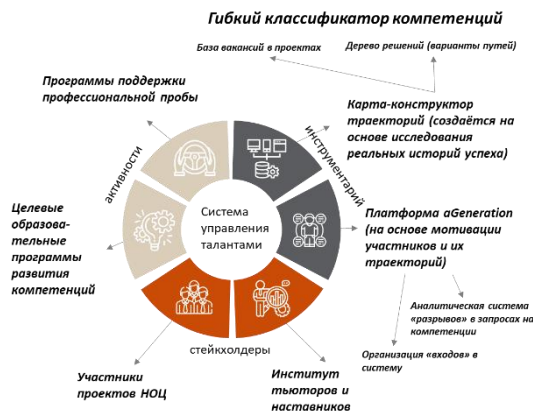 Гибкий классификатор компетенций
База вакансий в проектах
Дерево решений (варианты путей)
Программы поддержки
профессиональной пробы
Карта-конструктор
траекторий (создаётся на
основе исследования
реальных историй успеха)
активности
инструментарий
Целевые
образова-
тельные
программы
развития
компетенций
Система
управления
талантами
Платформа aGeneration
(на основе мотивации
участников и их
траекторий)
Аналитическая система
«разрывов» в запросах на
компетенции
Организация «входов» в
систему
стейкхолдеры
Участники
проектов НОЦ
Институт
тьюторов и
наставников